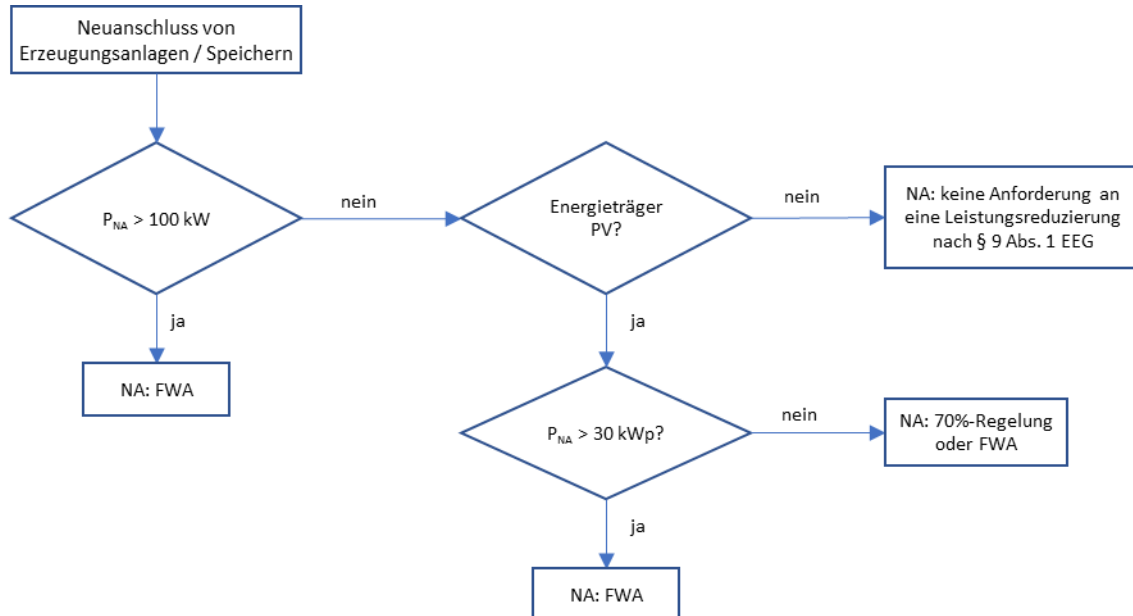 Neuanschluss von
Erzeugungsanlagen / Speichern
P_NA > 100 kW
nein
Energieträger
PV?
nein
NA: keine Anforderung an
eine Leistungsreduzierung
nach § 9 Abs. 1 EEG
ja
ja
NA: FWA
P_NA > 30 kWp?
nein
NA: 70%-Regelung
oder FWA
ja
NA: FWA